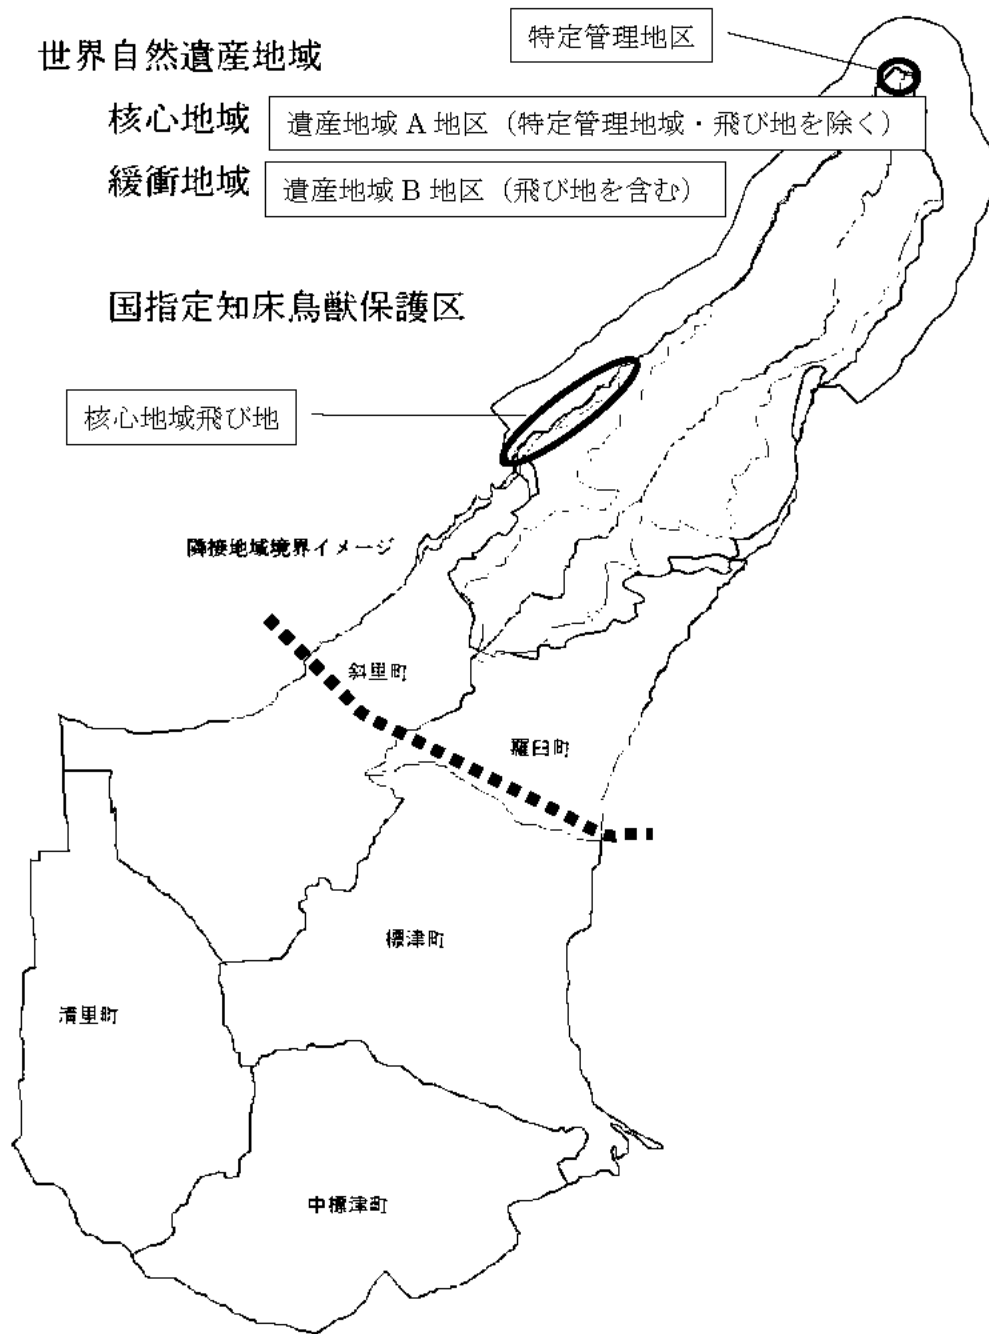 特定管理地区
世界自然遺産地域
核心地域 遺産地域 A 地区（特定管理地域・飛び地を除く）
緩衝地域 遺産地域 B 地区（飛び地を含む）
国指定知床鳥獣保護区
核心地域飛び地
隣接地域境界イメージ
斜里町
羅臼町
標津町
清里町
中標津町